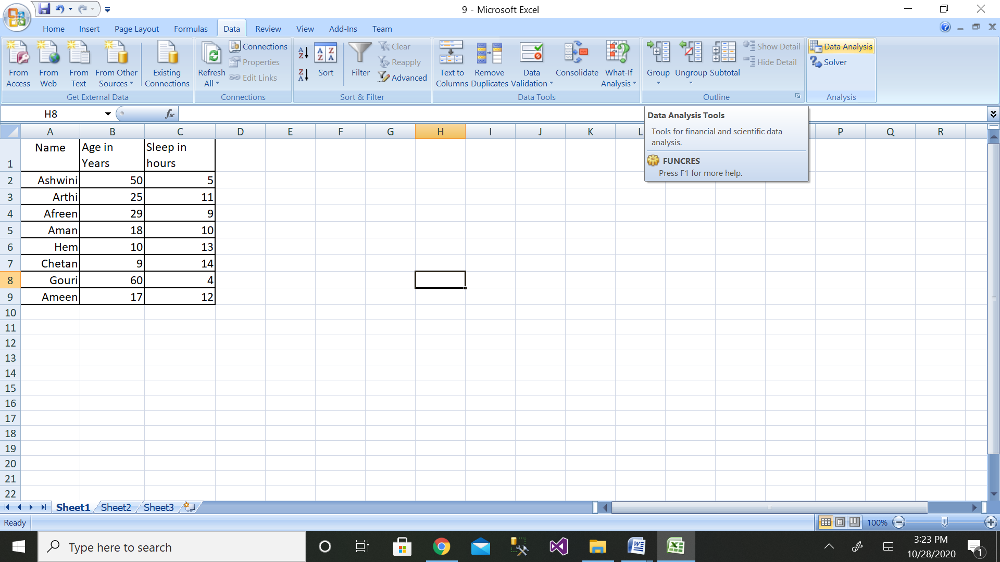 9 - Microsoft Excel
Home Insert Page Layout Formulas Data Review View Add-Ins Team
From Access
From Web
From Text
From Other Sources
Existing Connections
Get External Data
Refresh All
Connections
Properties
Edit Links
Connections
Sort
Filter
Clear
Reapply
Advanced
Sort & Filter
Text to Columns
Remove Duplicates
Data Validation
Consolidate
What-If Analysis
Data Tools
Group
Ungroup
Subtotal
Show Detail
Hide Detail
Outline
Data Analysis
Solver
Analysis
H8
fx
Data Analysis Tools
Tools for financial and scientific data
analysis.
FUNCRES
Press F1 for more help.
A B C D E F G H I J K L P Q R
1 Name Age in Years Sleep in hours
2 Ashwini 50 5
3 Arthi 25 11
4 Afreen 29 9
5 Aman 18 10
6 Hem 10 13
7 Chetan 9 14
8 Gouri 60 4
9 Ameen 17 12
10
11
12
13
14
15
16
17
18
19
20
21
22
Sheet1 Sheet2 Sheet3
Ready
100%
Type here to search
3:23 PM
10/28/2020
1